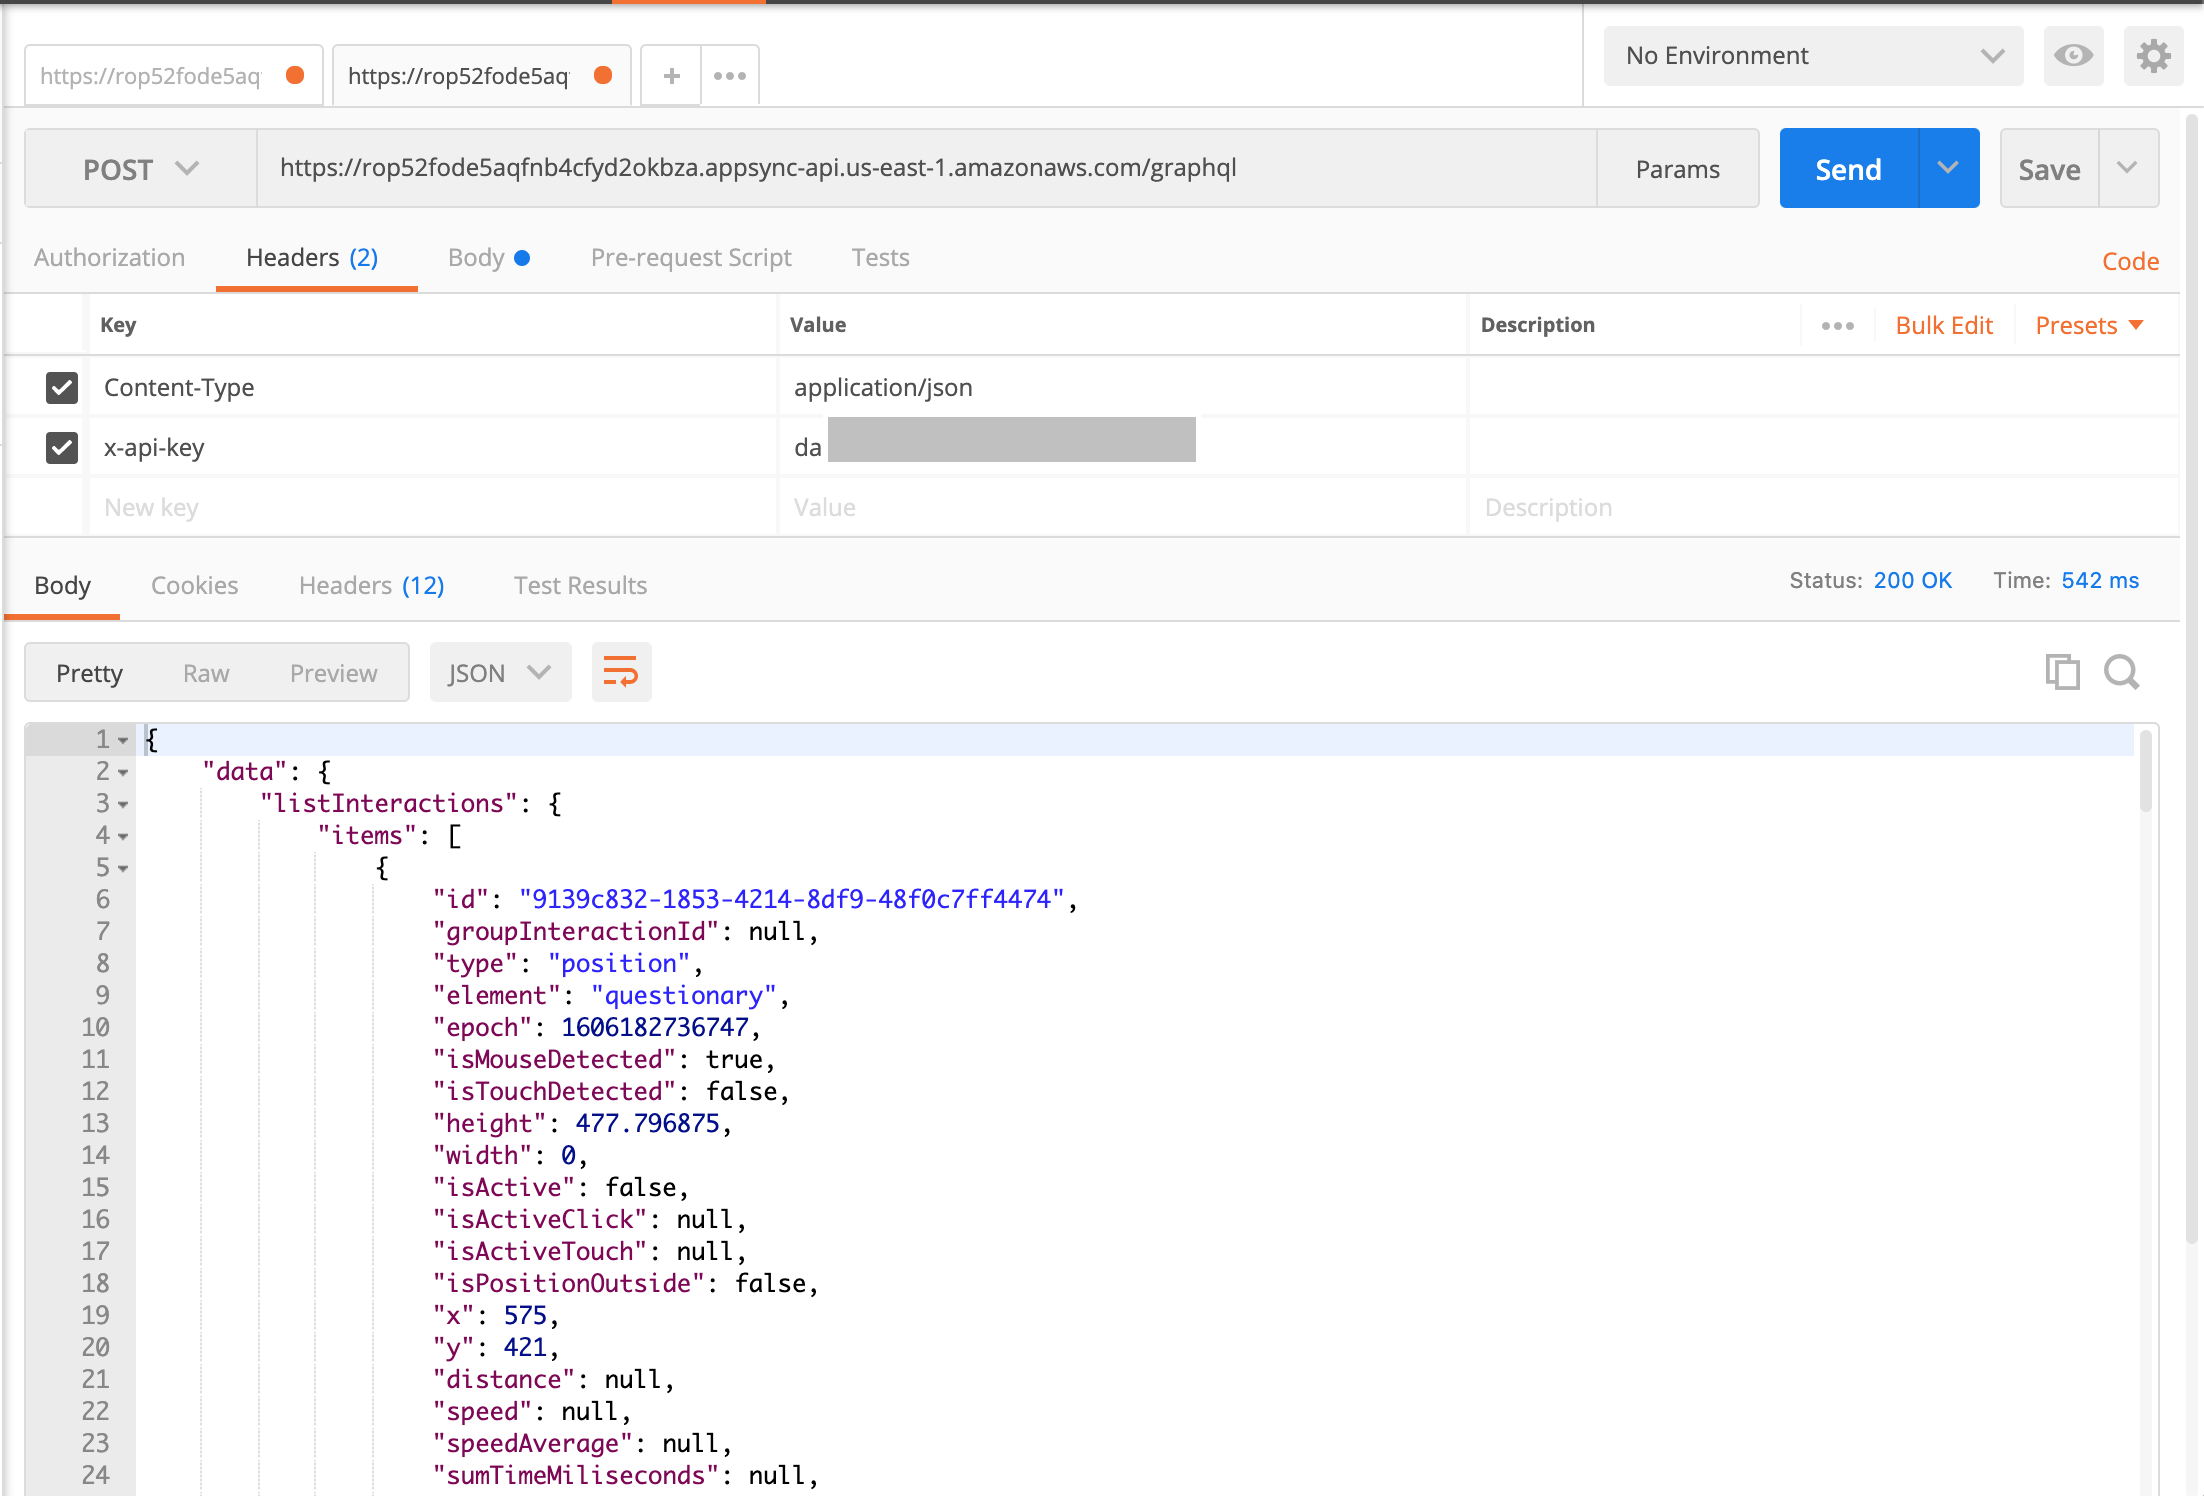 https://rop52fode5aq https://rop52fode5aq + No Environment
POST https://rop52fode5aqfnb4cfyd2okbza.appsync-api.us-east-1.amazonaws.com/graphql Params Send Save
Authorization Headers (2) Body Pre-request Script Tests Code
Key Value Description Bulk Edit Presets
Content-Type application/json
x-api-key da
New key Value Description
Body Cookies Headers (12) Test Results Status: 200 OK Time: 542 ms
Pretty Raw Preview JSON
1 {
2 "data": {
3 "listInteractions": {
4 "items": [
5 {
6 "id": "9139c832-1853-4214-8df9-48f0c7ff4474",
7 "groupInteractionId": null,
8 "type": "position",
9 "element": "questionary",
10 "epoch": 1606182736747,
11 "isMouseDetected": true,
12 "isTouchDetected": false,
13 "height": 477.796875,
14 "width": 0,
15 "isActive": false,
16 "isActiveClick": null,
17 "isActiveTouch": null,
18 "isPositionOutside": false,
19 "x": 575,
20 "y": 421,
21 "distance": null,
22 "speed": null,
23 "speedAverage": null,
24 "sumTimeMiliseconds": null,